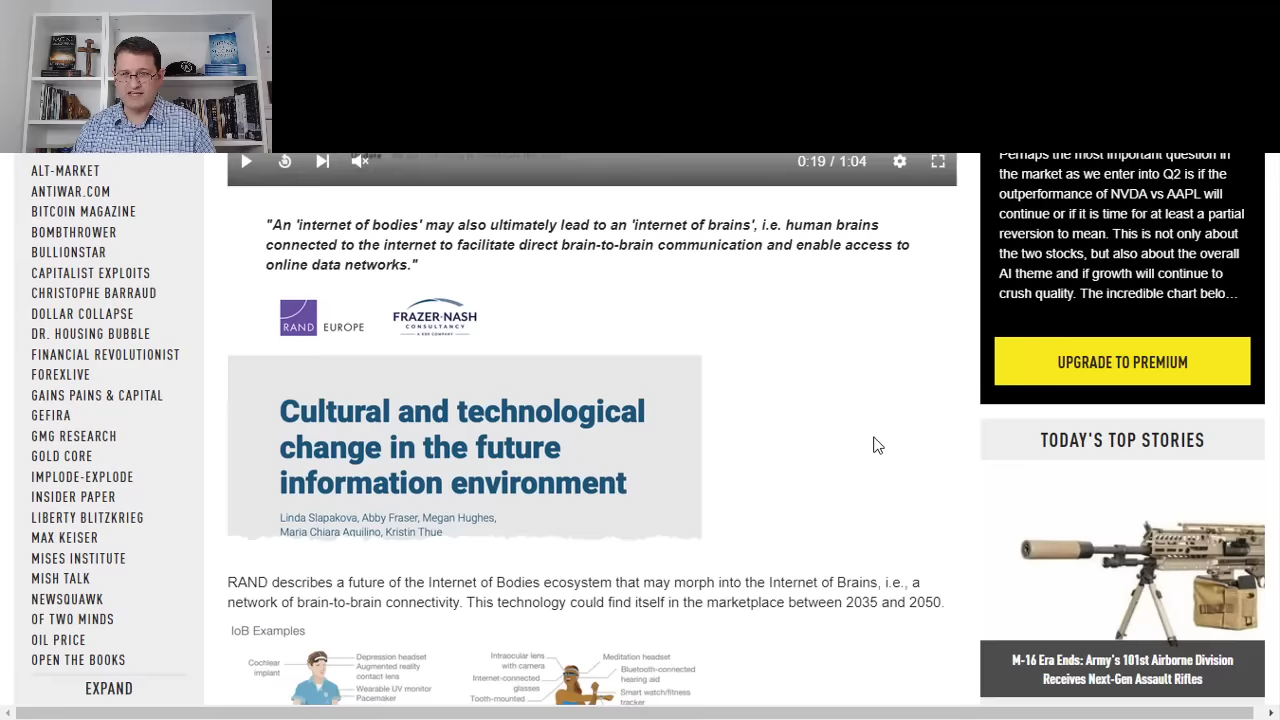 0:19 / 1:04
ALT-MARKET
ANTIWAR.COM
BITCOIN MAGAZINE
BOMBTHROWER
BULLIONSTAR
CAPITALIST EXPLOITS
CHRISTOPHE BARRAUD
DOLLAR COLLAPSE
DR. HOUSING BUBBLE
FINANCIAL REVOLUTIONIST
FOREXLIVE
GAINS PAINS & CAPITAL
GEFIRA
GMG RESEARCH
GOLD CORE
IMPLODE-EXPLODE
INSIDER PAPER
LIBERTY BLITZKRIEG
MAX KEISER
MISES INSTITUTE
MISH TALK
NEWSQUAWK
OF TWO MINDS
OIL PRICE
OPEN THE BOOKS
EXPAND
"An 'internet of bodies' may also ultimately lead to an 'internet of brains', i.e. human brains
connected to the internet to facilitate direct brain-to-brain communication and enable access to
online data networks."
RAND EUROPE
FRAZER-NASH
CONSULTANCY
Cultural and technological
change in the future
information environment
Linda Slapakova, Abby Fraser, Megan Hughes,
Maria Chiara Aquilino, Kristin Thue
RAND describes a future of the Internet of Bodies ecosystem that may morph into the Internet of Brains, i.e., a
network of brain-to-brain connectivity. This technology could find itself in the marketplace between 2035 and 2050.
IoB Examples
Cochlear
implant
Depression headset
Augmented reality
contact lens
Wearable UV monitor
Pacemaker
Intraocular lens
with camera
Internet-connected
glasses
Tooth-mounted
Meditation headset
Bluetooth-connected
hearing aid
Smart watch/fitness
tracker
Perhaps the most important question in
the market as we enter into Q2 is if the
outperformance of NVDA vs AAPL will
continue or if it is time for at least a partial
reversion to mean. This is not only about
the two stocks, but also about the overall
AI theme and if growth will continue to
crush quality. The incredible chart belo...
UPGRADE TO PREMIUM
TODAY'S TOP STORIES
M-16 Era Ends: Army's 101st Airborne Division
Receives Next-Gen Assault Rifles